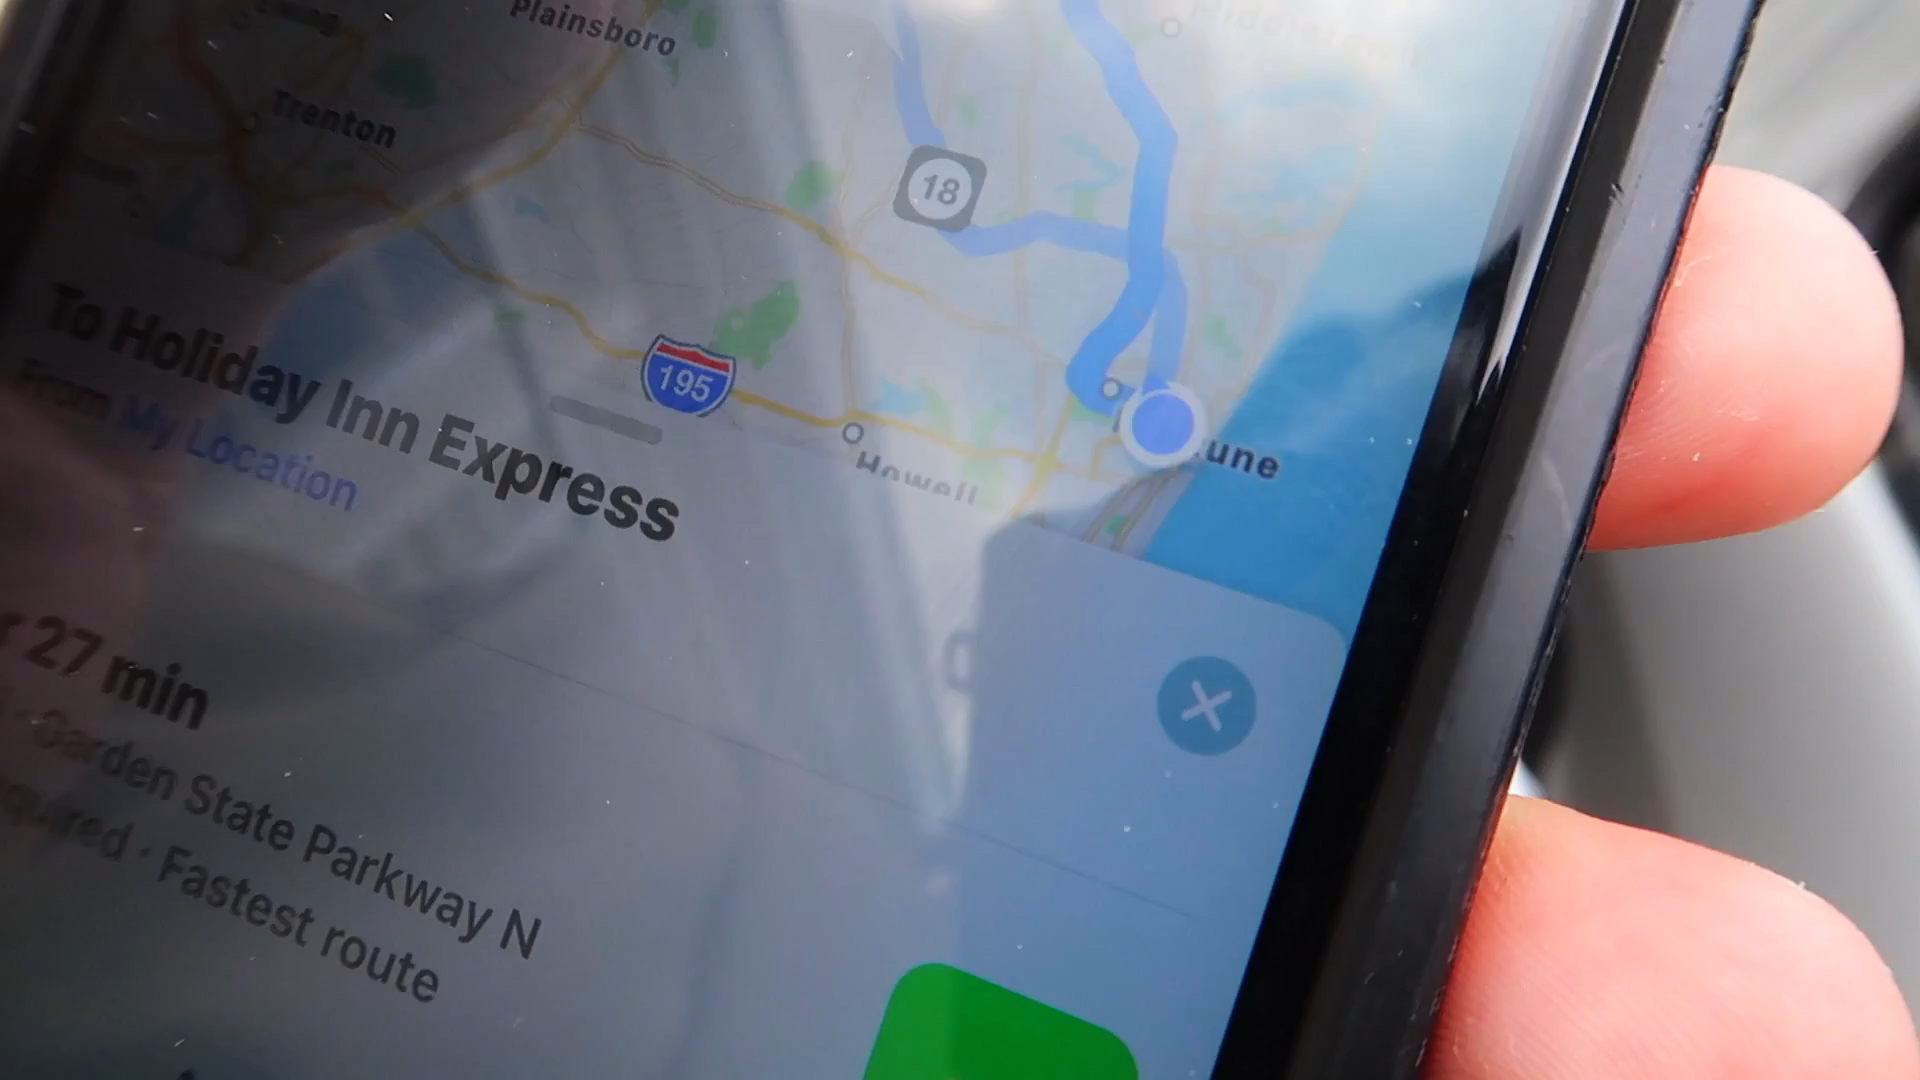 Plainsboro
Trenton
18
195
Howell
une
To Holiday Inn Express
From My Location
27 min
Garden State Parkway N
Fastest route